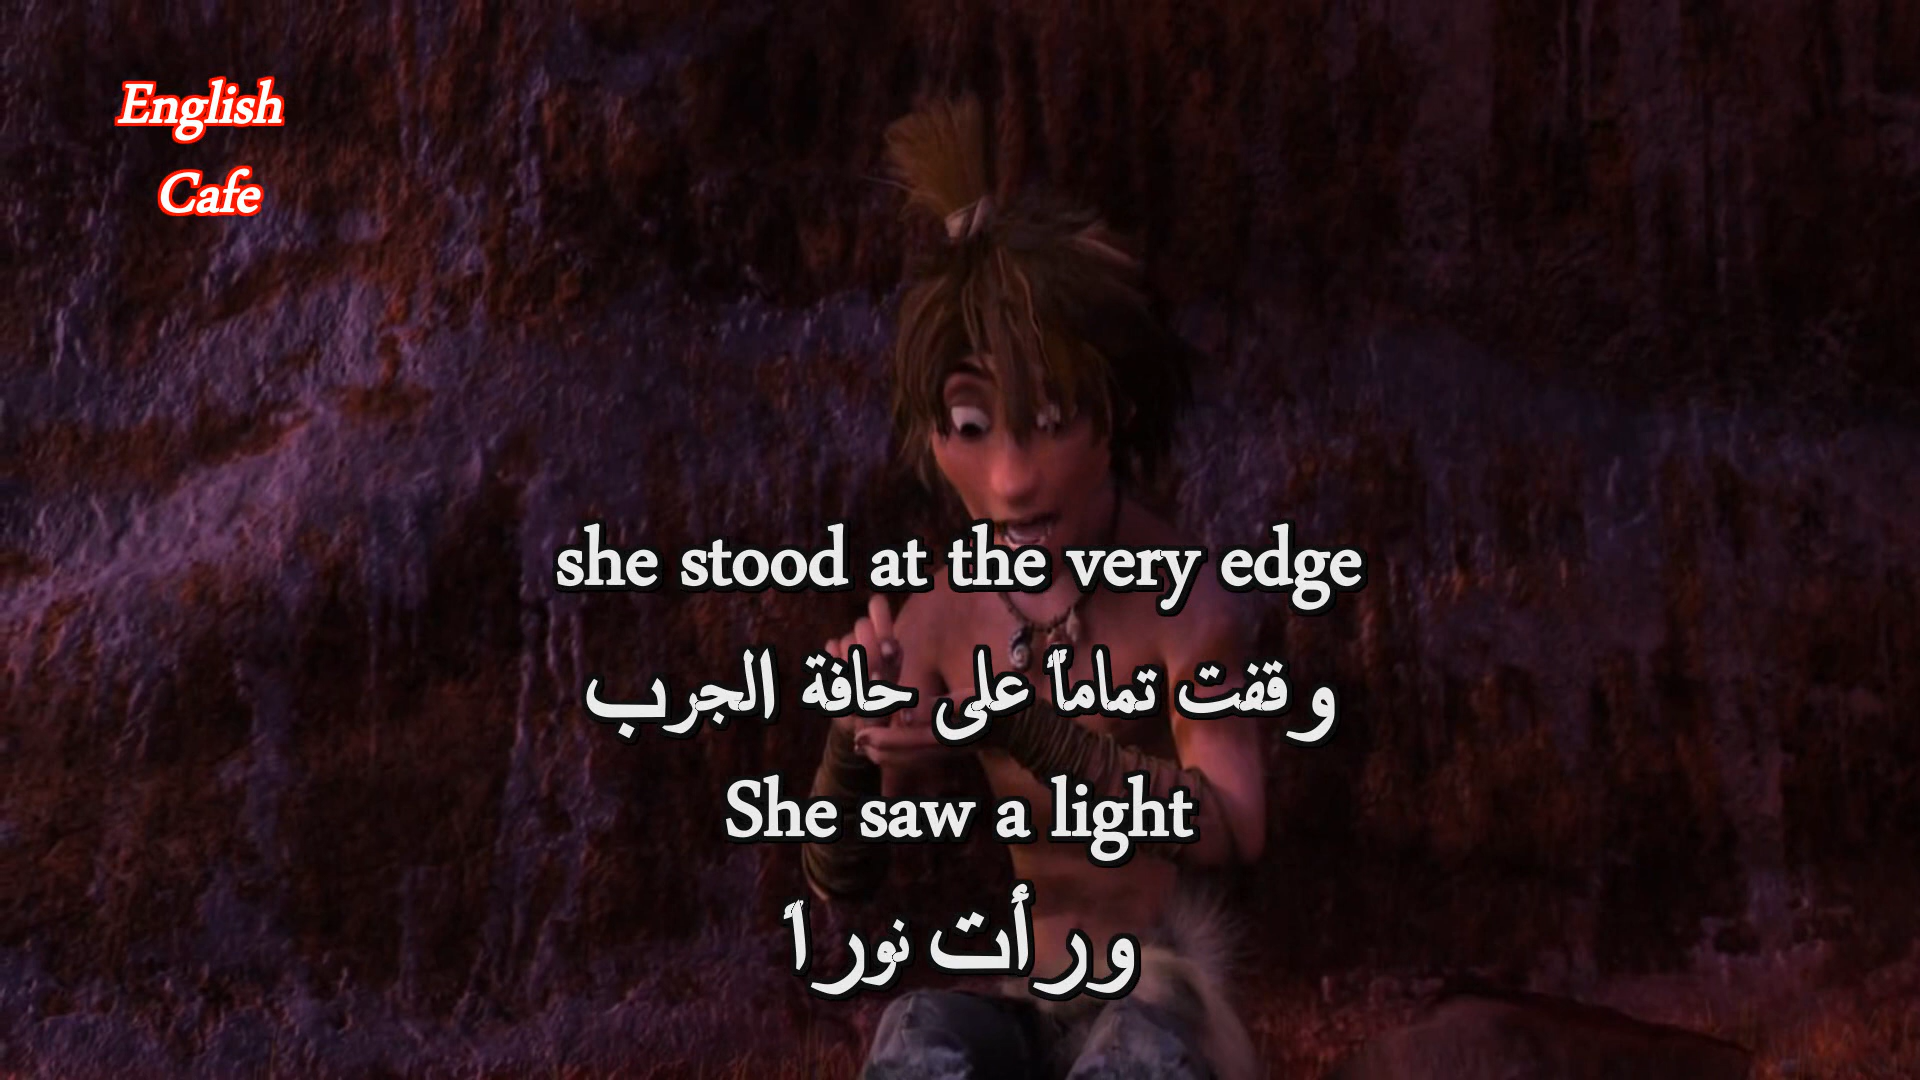 English
Cafe
she stood at the very edge
وقفت تماماً على حافة الجرب
She saw a light
ورأت نوراً